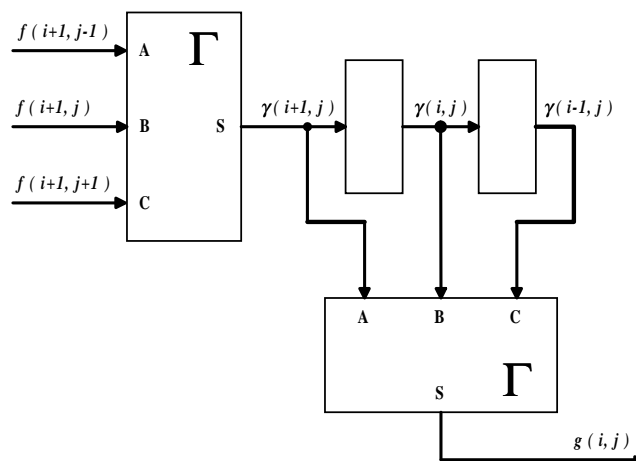 f ( i+1, j-1 )
A
Γ
f ( i+1, j )
B
S
γ ( i+1, j )
γ ( i, j )
γ ( i-1, j )
f ( i+1, j+1 )
C
A
B
C
Γ
S
g ( i, j )